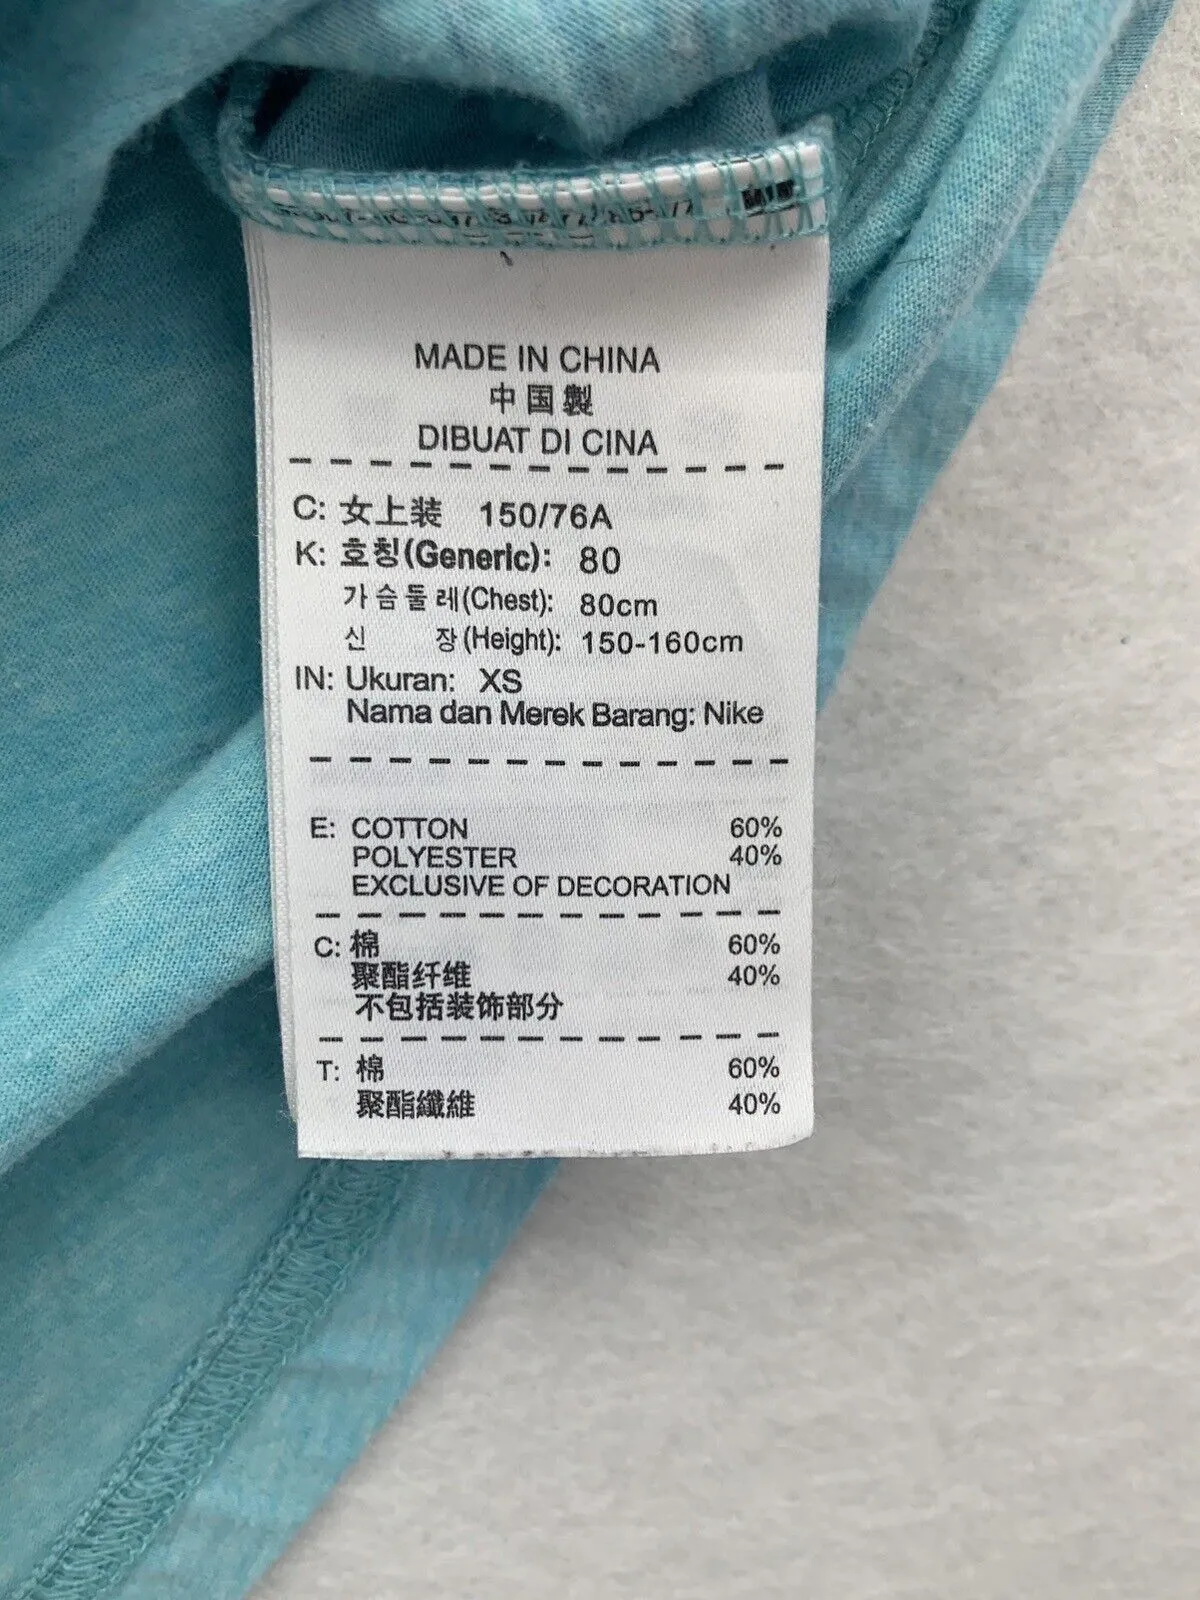 MADE IN CHINA
中国製
DIBUAT DI CINA
C: 女上装 150/76A
K: 호칭(Generic): 80
가슴둘레(Chest): 80cm
신 장(Height): 150-160cm
IN: Ukuran: XS
Nama dan Merek Barang: Nike
E: COTTON 60%
POLYESTER 40%
EXCLUSIVE OF DECORATION
C: 棉 60%
聚酯纤维 40%
不包括装饰部分
T: 棉 60%
聚酯纖維 40%